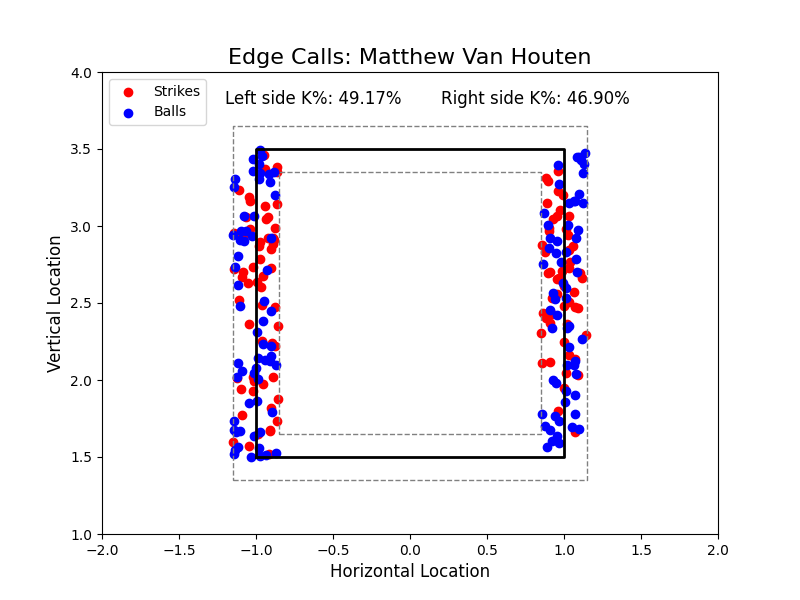 Edge Calls: Matthew Van Houten
Strikes
Balls
Left side K%: 49.17%
Right side K%: 46.90%
4.0
3.5
3.0
2.5
2.0
1.5
1.0
Vertical Location
−2.0 −1.5 −1.0 −0.5 0.0 0.5 1.0 1.5 2.0
Horizontal Location